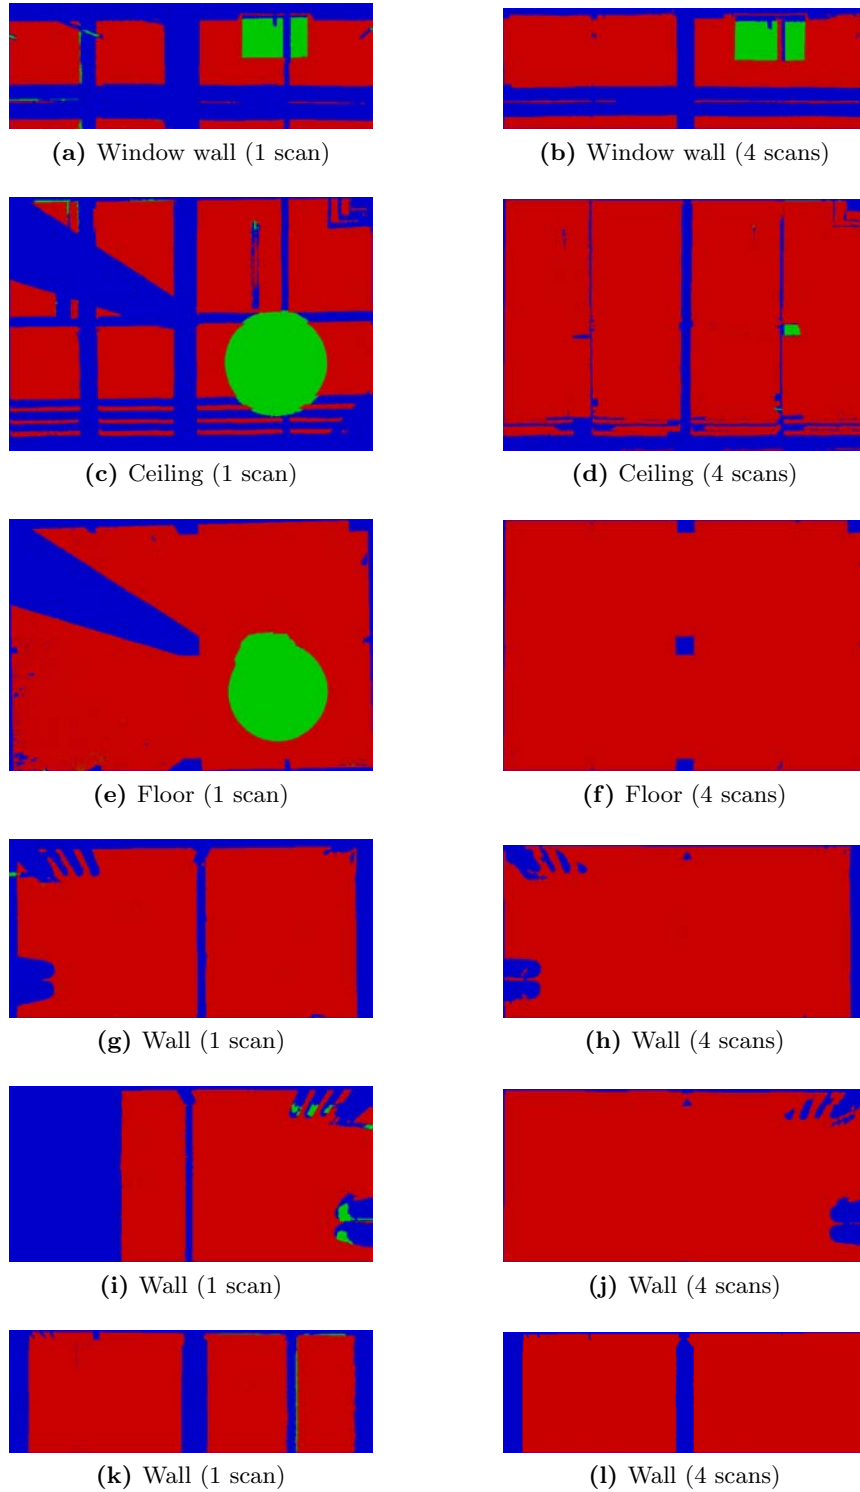 (a) Window wall (1 scan)
(b) Window wall (4 scans)
(c) Ceiling (1 scan)
(d) Ceiling (4 scans)
(e) Floor (1 scan)
(f) Floor (4 scans)
(g) Wall (1 scan)
(h) Wall (4 scans)
(i) Wall (1 scan)
(j) Wall (4 scans)
(k) Wall (1 scan)
(l) Wall (4 scans)